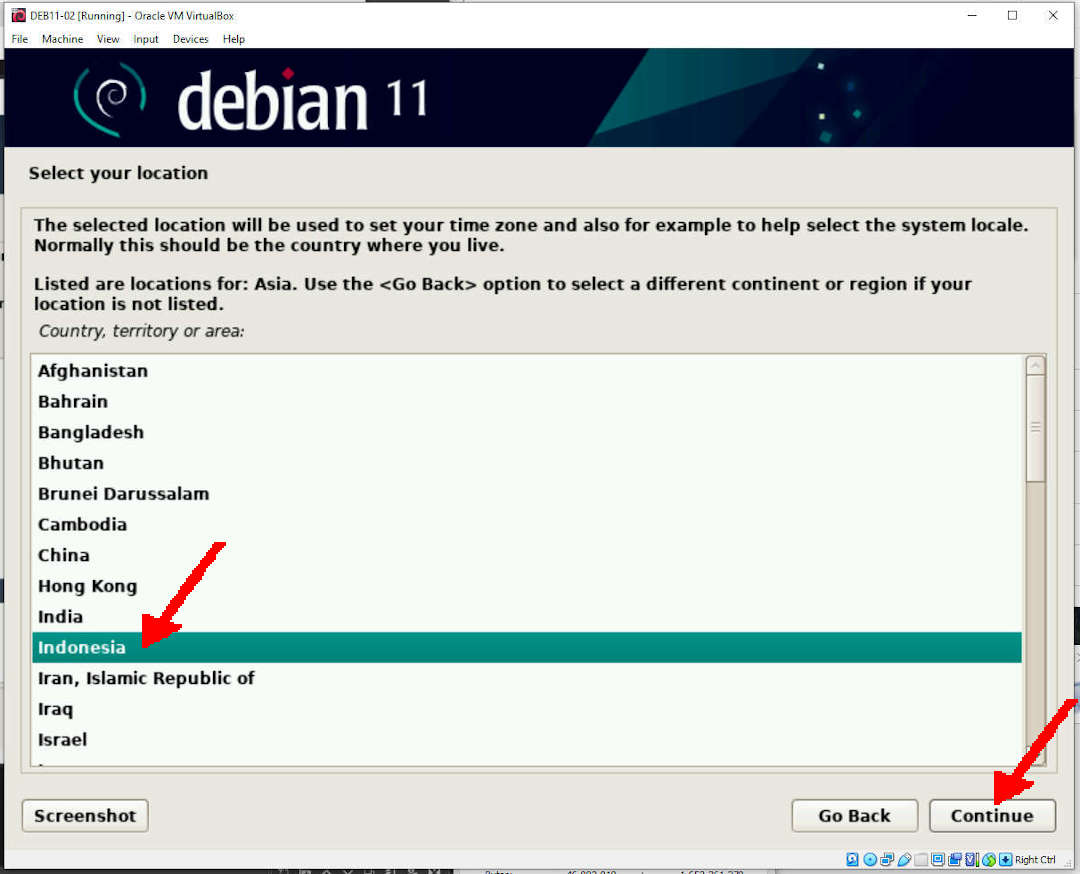 DEB11-02 [Running] - Oracle VM VirtualBox
File Machine View Input Devices Help
debian 11
Select your location
The selected location will be used to set your time zone and also for example to help select the system locale.
Normally this should be the country where you live.
Listed are locations for: Asia. Use the <Go Back> option to select a different continent or region if your
location is not listed.
Country, territory or area:
Afghanistan
Bahrain
Bangladesh
Bhutan
Brunei Darussalam
Cambodia
China
Hong Kong
India
Indonesia
Iran, Islamic Republic of
Iraq
Israel
Screenshot Go Back Continue
Right Ctrl